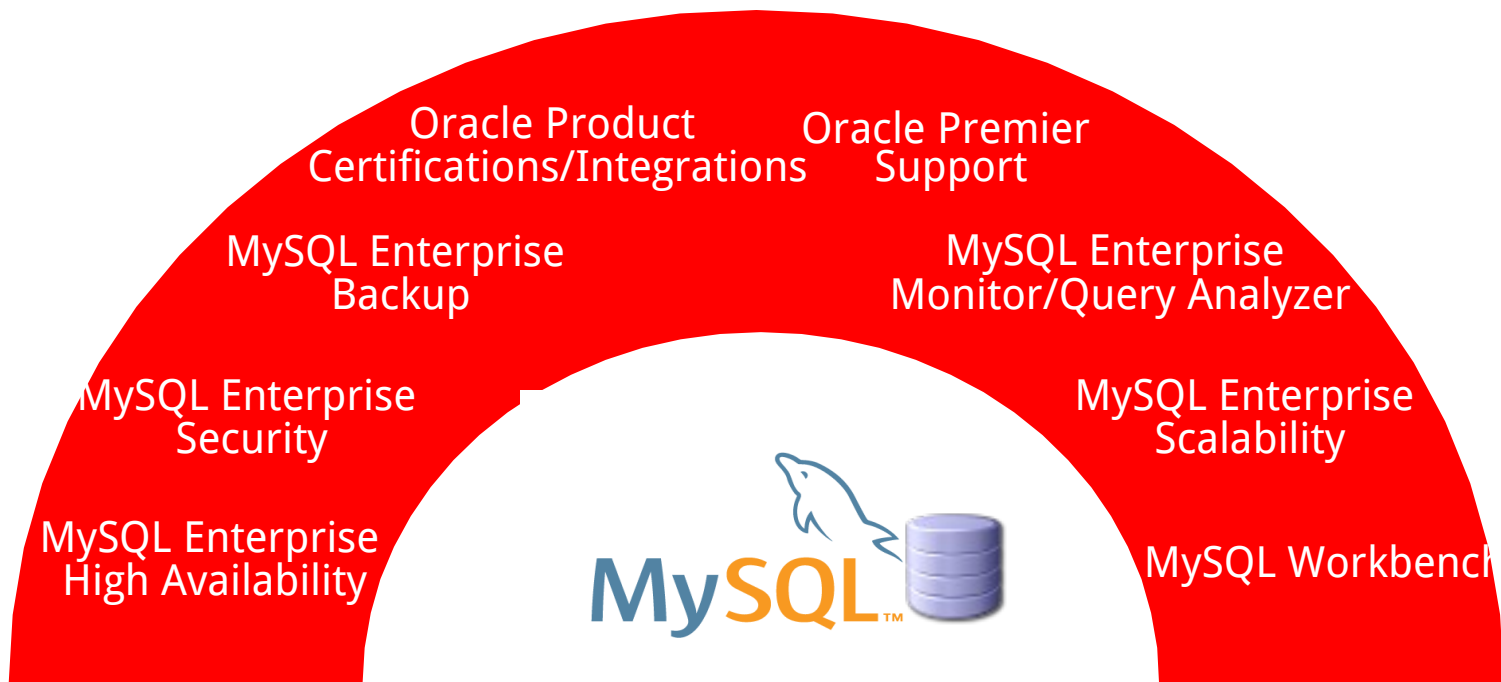 Oracle Product
Certifications/Integrations
Oracle Premier
Support
MySQL Enterprise
Backup
MySQL Enterprise
Monitor/Query Analyzer
MySQL Enterprise
Security
MySQL Enterprise
Scalability
MySQL Enterprise
High Availability
MySQL Workbench
MySQL™